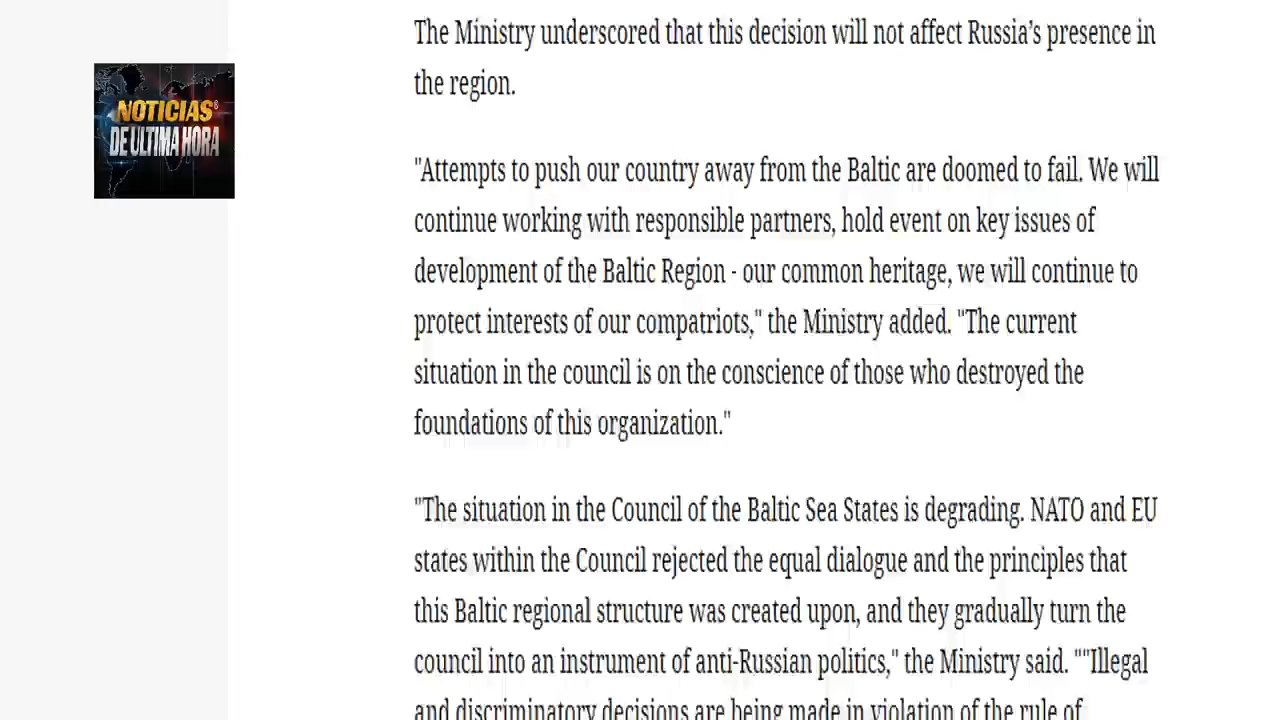 The Ministry underscored that this decision will not affect Russia’s presence in
the region.
NOTICIAS
DE ULTIMA HORA
"Attempts to push our country away from the Baltic are doomed to fail. We will
continue working with responsible partners, hold event on key issues of
development of the Baltic Region - our common heritage, we will continue to
protect interests of our compatriots," the Ministry added. "The current
situation in the council is on the conscience of those who destroyed the
foundations of this organization."
"The situation in the Council of the Baltic Sea States is degrading. NATO and EU
states within the Council rejected the equal dialogue and the principles that
this Baltic regional structure was created upon, and they gradually turn the
council into an instrument of anti-Russian politics," the Ministry said. ""Illegal
and discriminatory decisions are being made in violation of the rule of